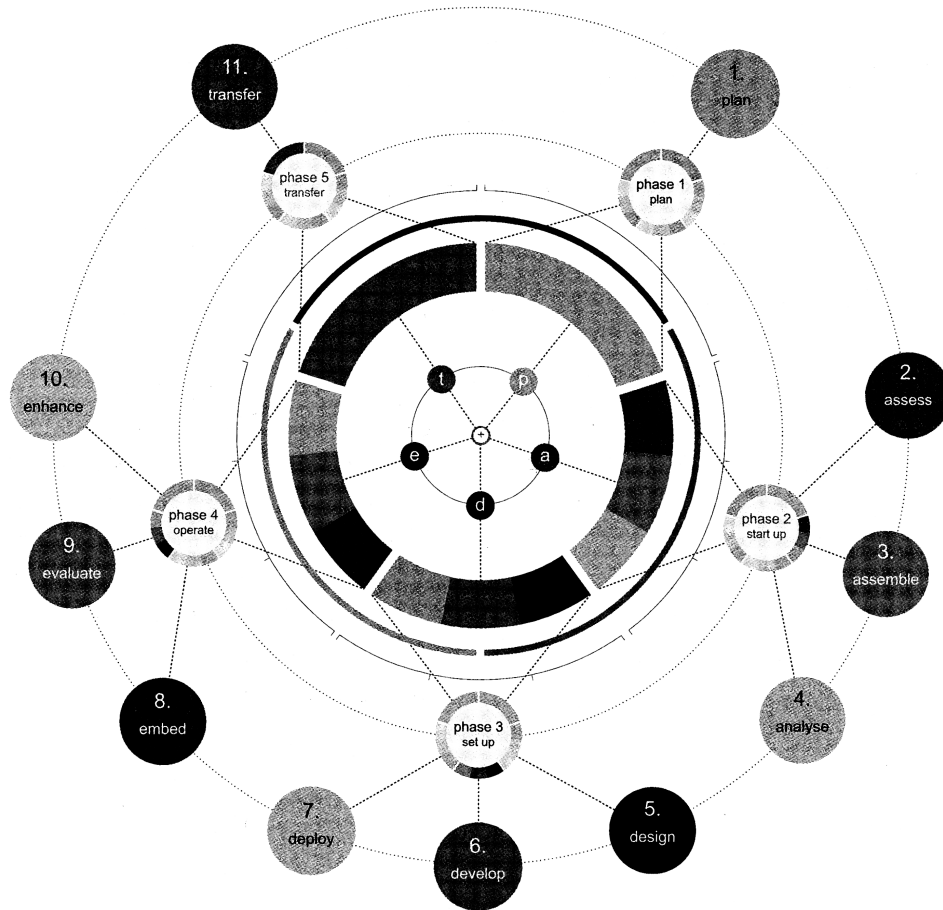 1.
plan
2.
assess
3.
assemble
4.
analyse
5.
design
6.
develop
7.
deploy
8.
embed
9.
evaluate
10.
enhance
11.
transfer
phase 1
plan
phase 2
start up
phase 3
set up
phase 4
operate
phase 5
transfer
p
a
d
e
t
+